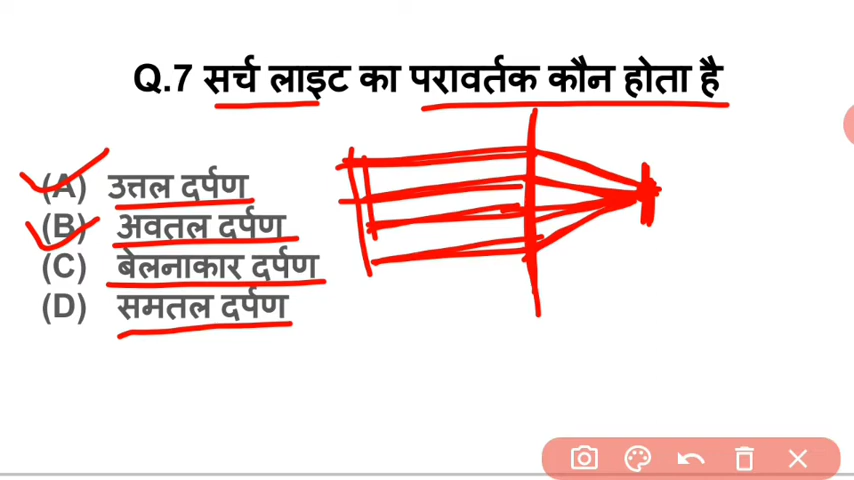 Q.7 सर्च लाइट का परावर्तक कौन होता है
(A) उत्तल दर्पण
(B) अवतल दर्पण
(C) बेलनाकार दर्पण
(D) समतल दर्पण